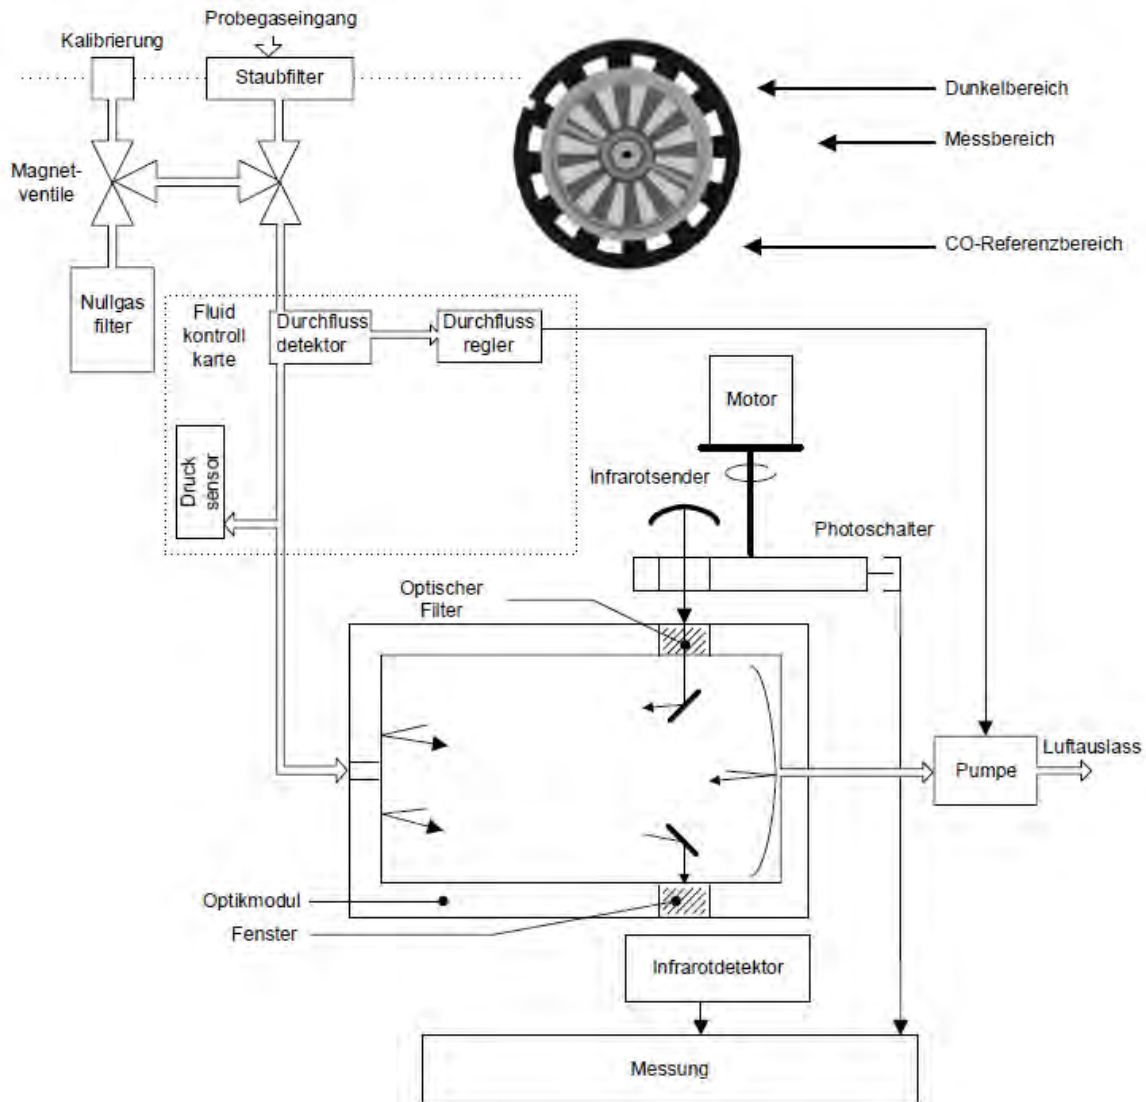 Probegaseingang
Kalibrierung
Staubfilter
Dunkelbereich
Messbereich
Magnet-
ventile
CO-Referenzbereich
Nullgas
filter
Fluid
kontroll
karte
Durchfluss
detektor
Durchfluss
regler
Motor
Druck
sensor
Infrarotsender
Photoschalter
Optischer
Filter
Luftauslass
Pumpe
Optikmodul
Fenster
Infrarotdetektor
Messung